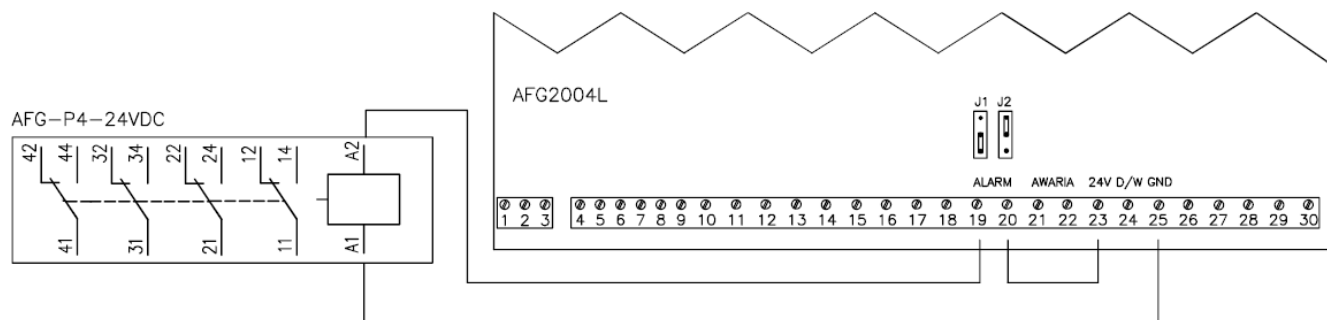 AFG2004L
J1 J2
AFG-P4-24VDC
42 44 32 34 22 24 12 14 A2
ALARM AWARIA 24V D/W GND
1 2 3 4 5 6 7 8 9 10 11 12 13 14 15 16 17 18 19 20 21 22 23 24 25 26 27 28 29 30
41 31 21 11 A1